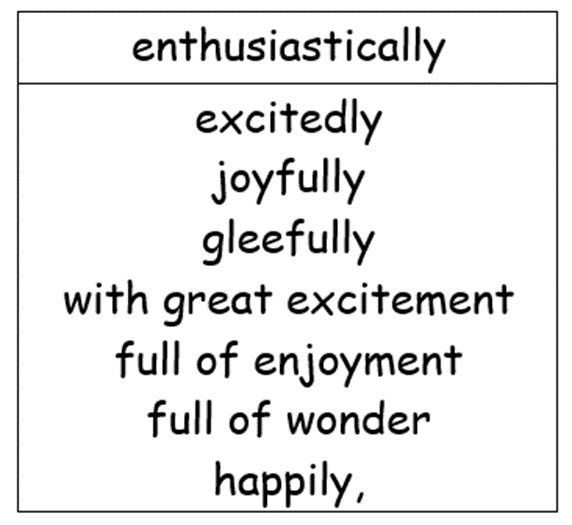 enthusiastically
excitedly
joyfully
gleefully
with great excitement
full of enjoyment
full of wonder
happily,